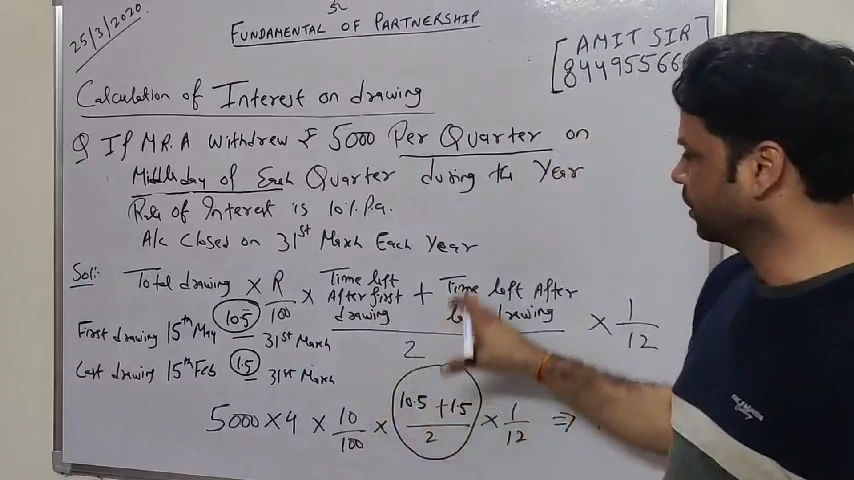 25/3/2020
FUNDAMENTAL OF PARTNERSHIP
[AMIT SIR
844955666
Calculation of Interest on drawing
Q If MR. A withdrew ₹ 5000 Per Quarter on
Middle day of Each Quarter during the Year
Rate of Interest is 10% P.a.
A/c Closed on 31st March Each Year
Sol: Total drawing × R/100 × (Time left After first drawing + Time left After drawing)/2 × 1/12
First drawing 15th May 10.5 31st March
Last drawing 15th Feb 1.5 31st March
5000 × 4 × 10/100 × (10.5 + 1.5)/2 × 1/12 ⇒